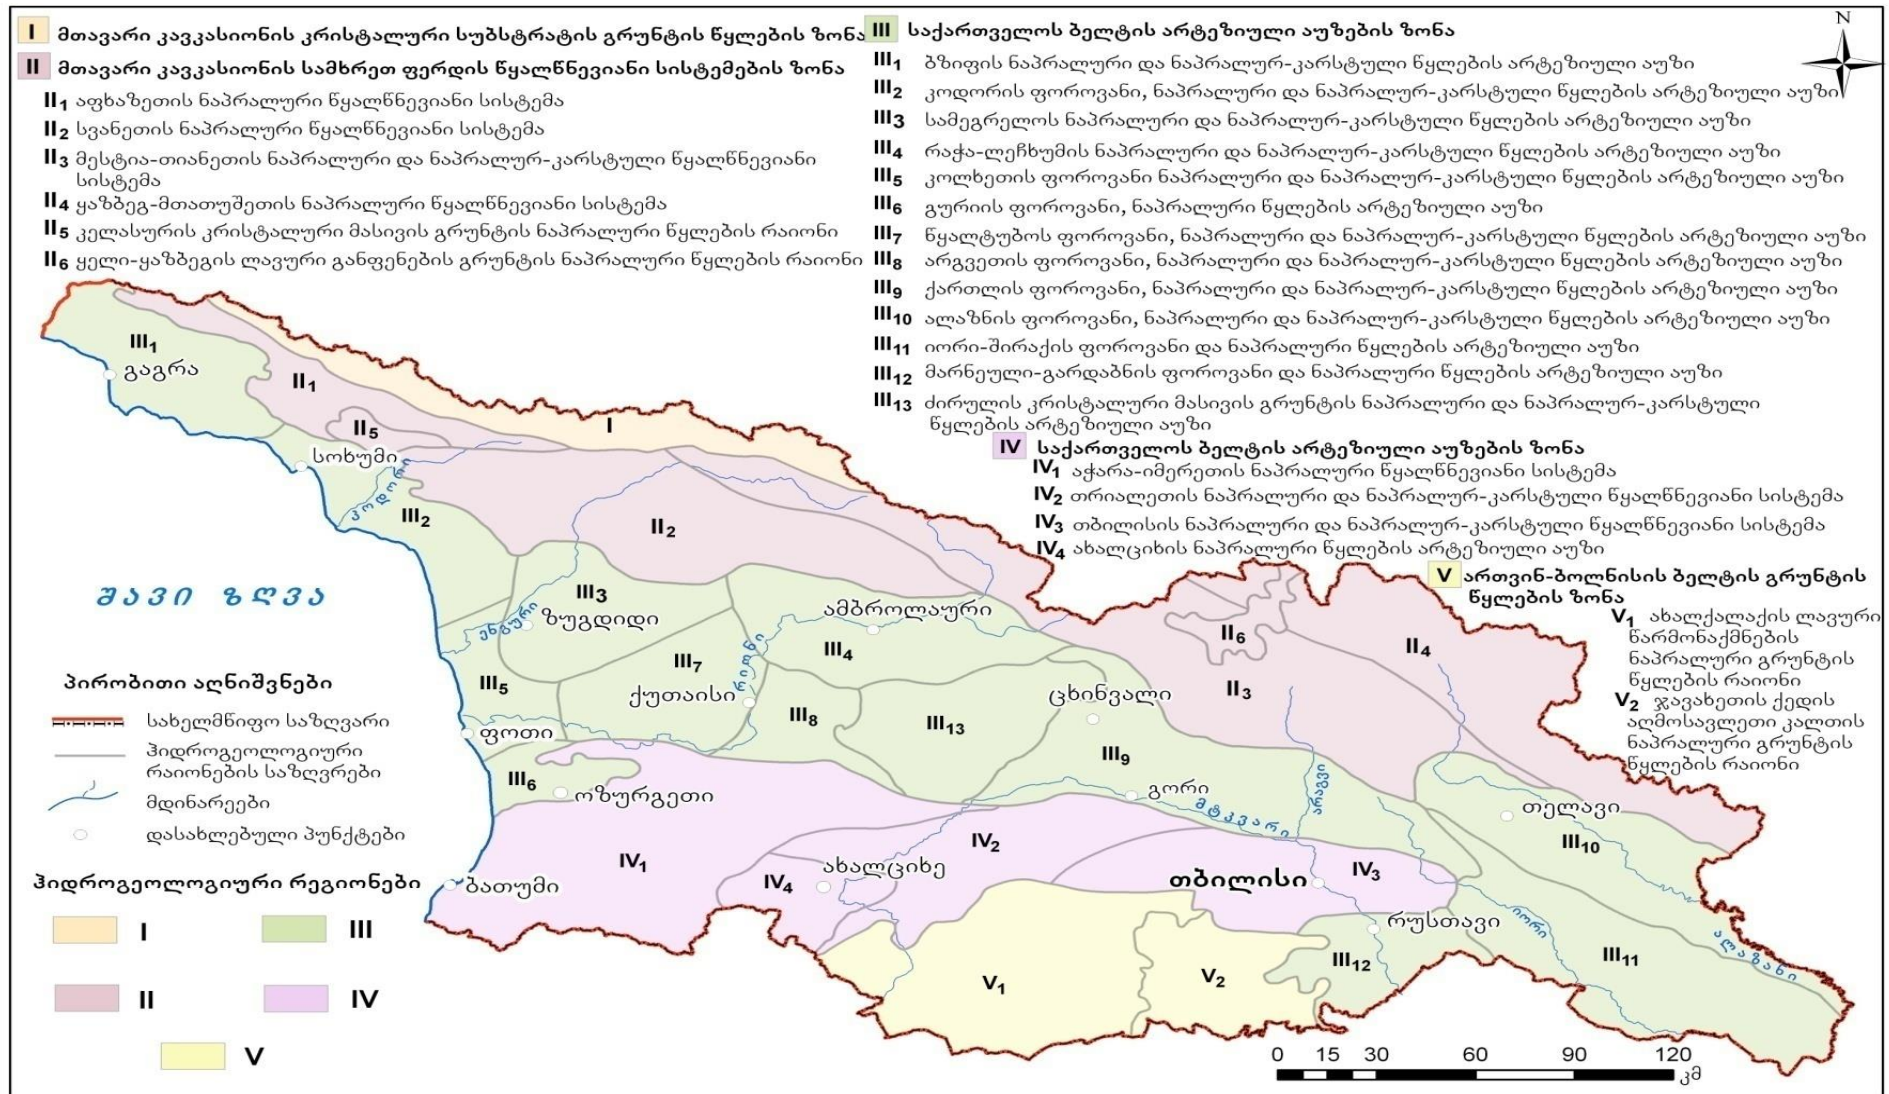 I მთავარი კავკასიონის კრისტალური სუბსტრატის გრუნტის წყლების ზონა
II მთავარი კავკასიონის სამხრეთ ფერდის წყალწნევიანი სისტემების ზონა
II1 აფხაზეთის ნაპრალური წყალწნევიანი სისტემა
II2 სვანეთის ნაპრალური წყალწნევიანი სისტემა
II3 მესტია-თიანეთის ნაპრალური და ნაპრალურ-კარსტული წყალწნევიანი
სისტემა
II4 ყაზბეგ-მთათუშეთის ნაპრალური წყალწნევიანი სისტემა
II5 კელასურის კრისტალური მასივის გრუნტის ნაპრალური წყლების რაიონი
II6 ყელი-ყაზბეგის ლავური განფენების გრუნტის ნაპრალური წყლების რაიონი
III საქართველოს ბელტის არტეზიული აუზების ზონა
III1 ბზიფის ნაპრალური და ნაპრალურ-კარსტული წყლების არტეზიული აუზი
III2 კოდორის ფოროვანი, ნაპრალური და ნაპრალურ-კარსტული წყლების არტეზიული აუზი
III3 სამეგრელოს ნაპრალური და ნაპრალურ-კარსტული წყლების არტეზიული აუზი
III4 რაჭა-ლეჩხუმის ნაპრალური და ნაპრალურ-კარსტული წყლების არტეზიული აუზი
III5 კოლხეთის ფოროვანი ნაპრალური და ნაპრალურ-კარსტული წყლების არტეზიული აუზი
III6 გურიის ფოროვანი, ნაპრალური წყლების არტეზიული აუზი
III7 წყალტუბოს ფოროვანი, ნაპრალური და ნაპრალურ-კარსტული წყლების არტეზიული აუზი
III8 არგვეთის ფოროვანი, ნაპრალური და ნაპრალურ-კარსტული წყლების არტეზიული აუზი
III9 ქართლის ფოროვანი, ნაპრალური და ნაპრალურ-კარსტული წყლების არტეზიული აუზი
III10 ალაზნის ფოროვანი, ნაპრალური და ნაპრალურ-კარსტული წყლების არტეზიული აუზი
III11 იორი-შირაქის ფოროვანი და ნაპრალური წყლების არტეზიული აუზი
III12 მარნეული-გარდაბნის ფოროვანი და ნაპრალური წყლების არტეზიული აუზი
III13 ძირულის კრისტალური მასივის გრუნტის ნაპრალური და ნაპრალურ-კარსტული
წყლების არტეზიული აუზი
IV საქართველოს ბელტის არტეზიული აუზების ზონა
IV1 აჭარა-იმერეთის ნაპრალური წყალწნევიანი სისტემა
IV2 თრიალეთის ნაპრალური და ნაპრალურ-კარსტული წყალწნევიანი სისტემა
IV3 თბილისის ნაპრალური და ნაპრალურ-კარსტული წყალწნევიანი სისტემა
IV4 ახალციხის ნაპრალური წყლების არტეზიული აუზი
V ართვინ-ბოლნისის ბელტის გრუნტის
წყლების ზონა
V1 ახალქალაქის ლავური
წარმონაქმნების
ნაპრალური გრუნტის
წყლების რაიონი
V2 ჯავახეთის ქედის
აღმოსავლეთი კალთის
ნაპრალური გრუნტის
წყლების რაიონი
N
III1
გაგრა
II1
I
II5
სოხუმი
კოდორი
III2
II2
შავი ზღვა
III3
ენგური
ზუგდიდი
ამბროლაური
II6
II4
რიონი
III4
III7
III5
ქუთაისი
II3
ცხინვალი
III8
III13
ფოთი
III9
III6
ოზურგეთი
გორი
მტკვარი
არაგვი
თელავი
III10
IV2
IV1
ახალციხე
IV4
თბილისი
IV3
ბათუმი
რუსთავი
იორი
ალაზანი
III11
III12
V1
V2
პირობითი აღნიშვნები
სახელმწიფო საზღვარი
ჰიდროგეოლოგიური
რაიონების საზღვრები
მდინარეები
დასახლებული პუნქტები
ჰიდროგეოლოგიური რეგიონები
I III
II IV
V
0 15 30 60 90 120
კმ